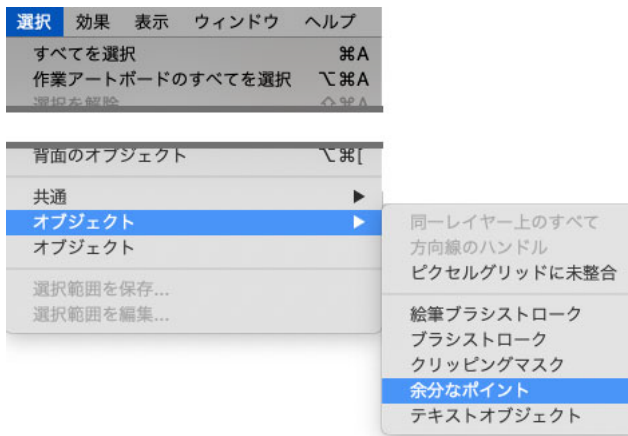 選択 効果 表示 ウィンドウ ヘルプ
すべてを選択 ⌘A
作業アートボードのすべてを選択 ⌥⌘A
選択を解除 ⇧⌘A
背面のオブジェクト ⌥⌘[
共通 ▶
オブジェクト ▶
オブジェクト
選択範囲を保存...
選択範囲を編集...
同一レイヤー上のすべて
方向線のハンドル
ピクセルグリッドに未整合
絵筆ブラシストローク
ブラシストローク
クリッピングマスク
余分なポイント
テキストオブジェクト